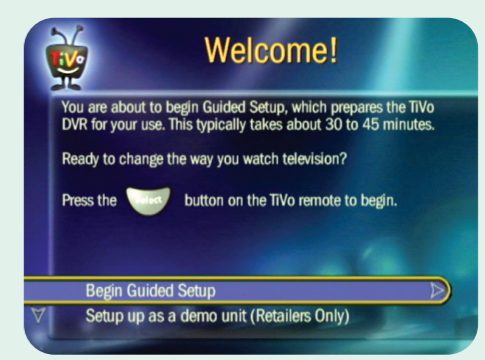 TiVo
Welcome!
You are about to begin Guided Setup, which prepares the TiVo
DVR for your use. This typically takes about 30 to 45 minutes.
Ready to change the way you watch television?
Press the Select button on the TiVo remote to begin.
Begin Guided Setup
Setup up as a demo unit (Retailers Only)